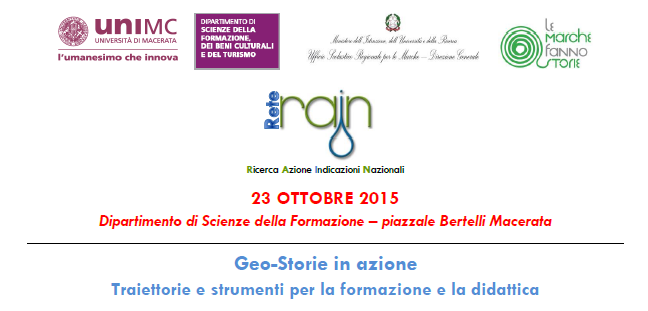 uniMC
UNIVERSITÀ DI MACERATA
l'umanesimo che innova
DIPARTIMENTO DI
SCIENZE DELLA
FORMAZIONE,
DEI BENI CULTURALI
E DEL TURISMO
Ministero dell'Istruzione, dell'Università e della Ricerca
Ufficio Scolastico Regionale per le Marche – Direzione Generale
Le
MaRche
fanno
Storie
Rete
rain
Ricerca Azione Indicazioni Nazionali
23 OTTOBRE 2015
Dipartimento di Scienze della Formazione – piazzale Bertelli Macerata
Geo-Storie in azione
Traiettorie e strumenti per la formazione e la didattica